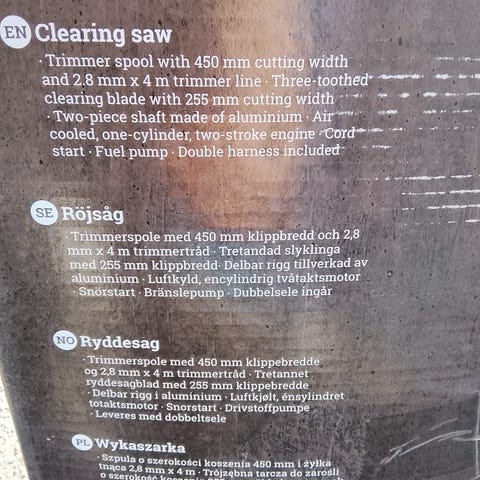 EN Clearing saw
· Trimmer spool with 450 mm cutting width
and 2.8 mm x 4 m trimmer line · Three-toothed
clearing blade with 255 mm cutting width
· Two-piece shaft made of aluminium · Air
cooled, one-cylinder, two-stroke engine · Cord
start · Fuel pump · Double harness included
SE Röjsåg
· Trimmerspole med 450 mm klippbredd och 2,8
mm x 4 m trimmertråd · Tretandad slyklinga
med 255 mm klippbredd· Delbar rigg tillverkad av
aluminium · Luftkyld, encylindrig tvåtaktsmotor
· Snörstart · Bränslepump · Dubbelsele ingår
NO Ryddesag
· Trimmerspole med 450 mm klippebredde
og 2,8 mm x 4 m trimmertråd · Tretannet
ryddesagblad med 255 mm klippebredde
· Delbar rigg i aluminium · Luftkjølt, énsylindret
totaktsmotor · Snorstart · Drivstoffpumpe
· Leveres med dobbeltsele
PL Wykaszarka
· Szpula o szerokości koszenia 450 mm i żyłka
tnąca 2,8 mm x 4 m · Trójzębna tarcza do zarośli
o szerokości koszenia